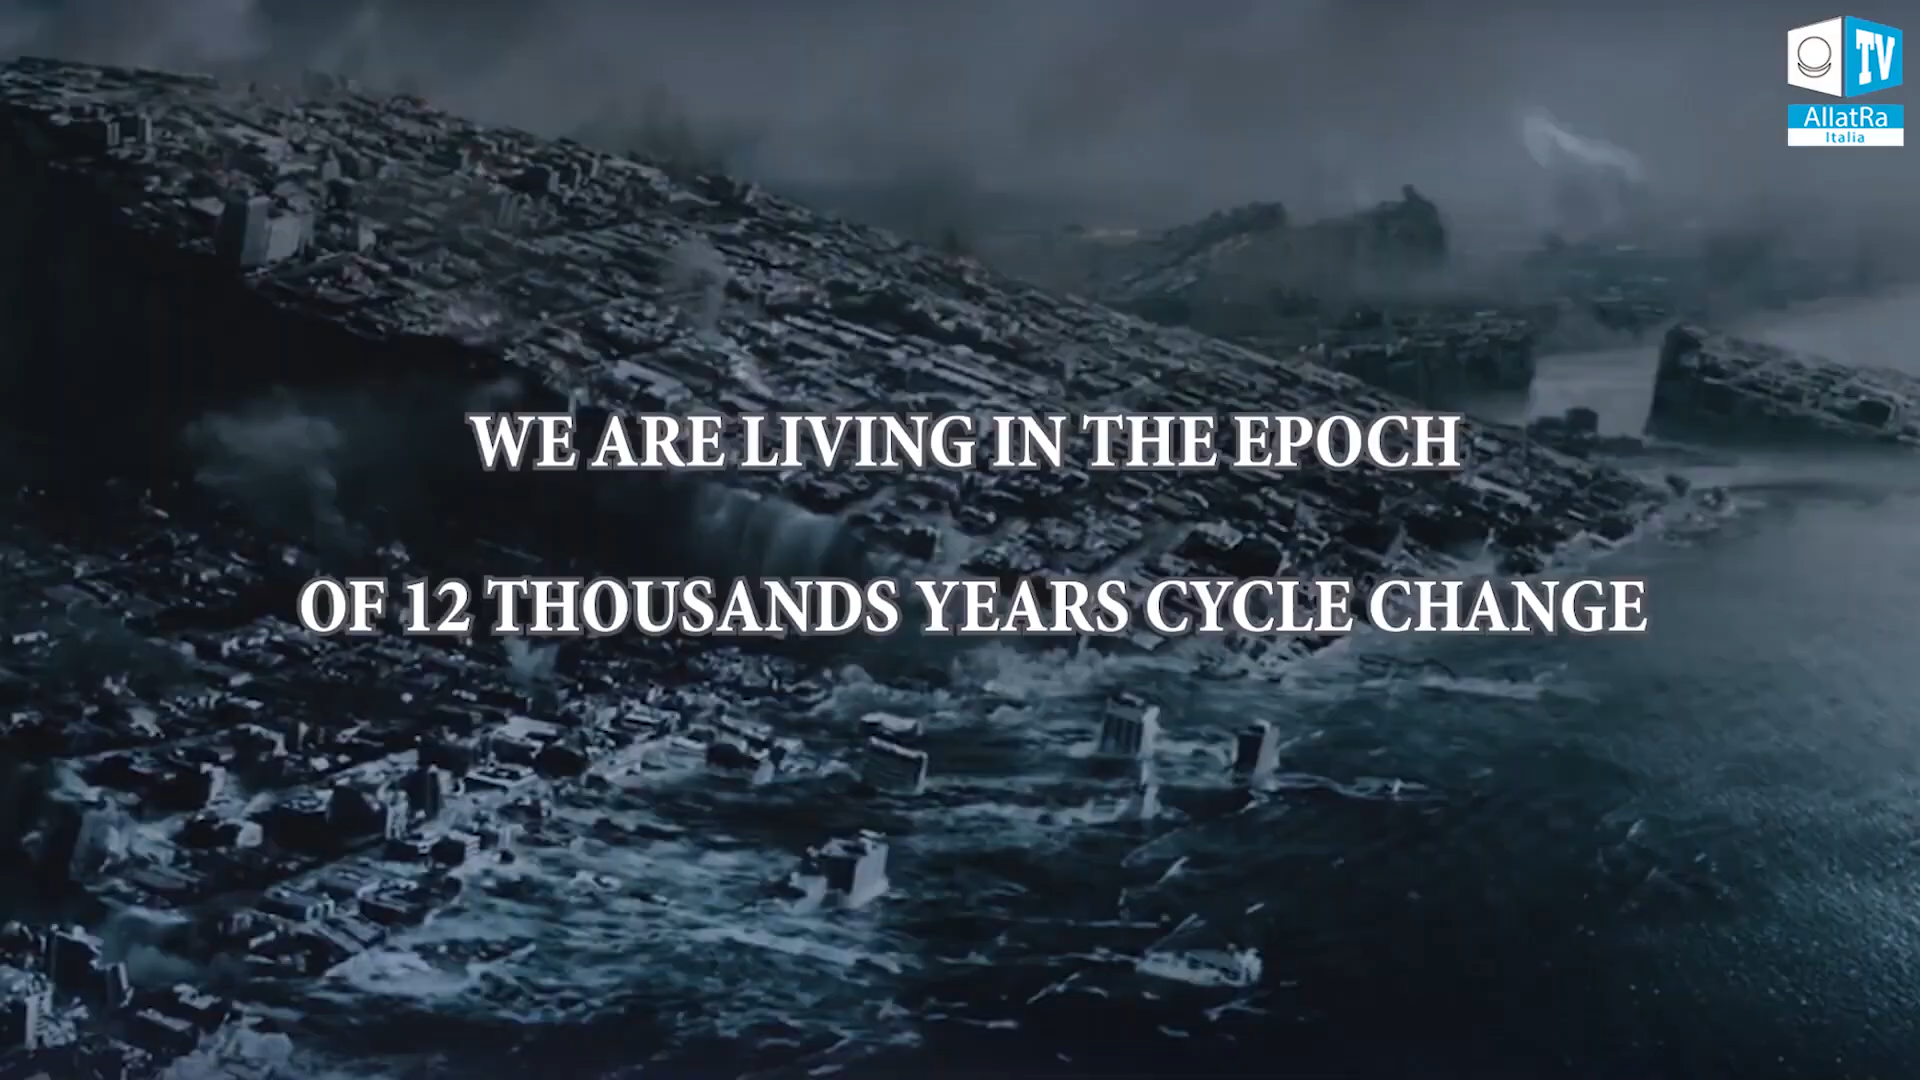 TV
AllatRa
Italia
WE ARE LIVING IN THE EPOCH
OF 12 THOUSANDS YEARS CYCLE CHANGE